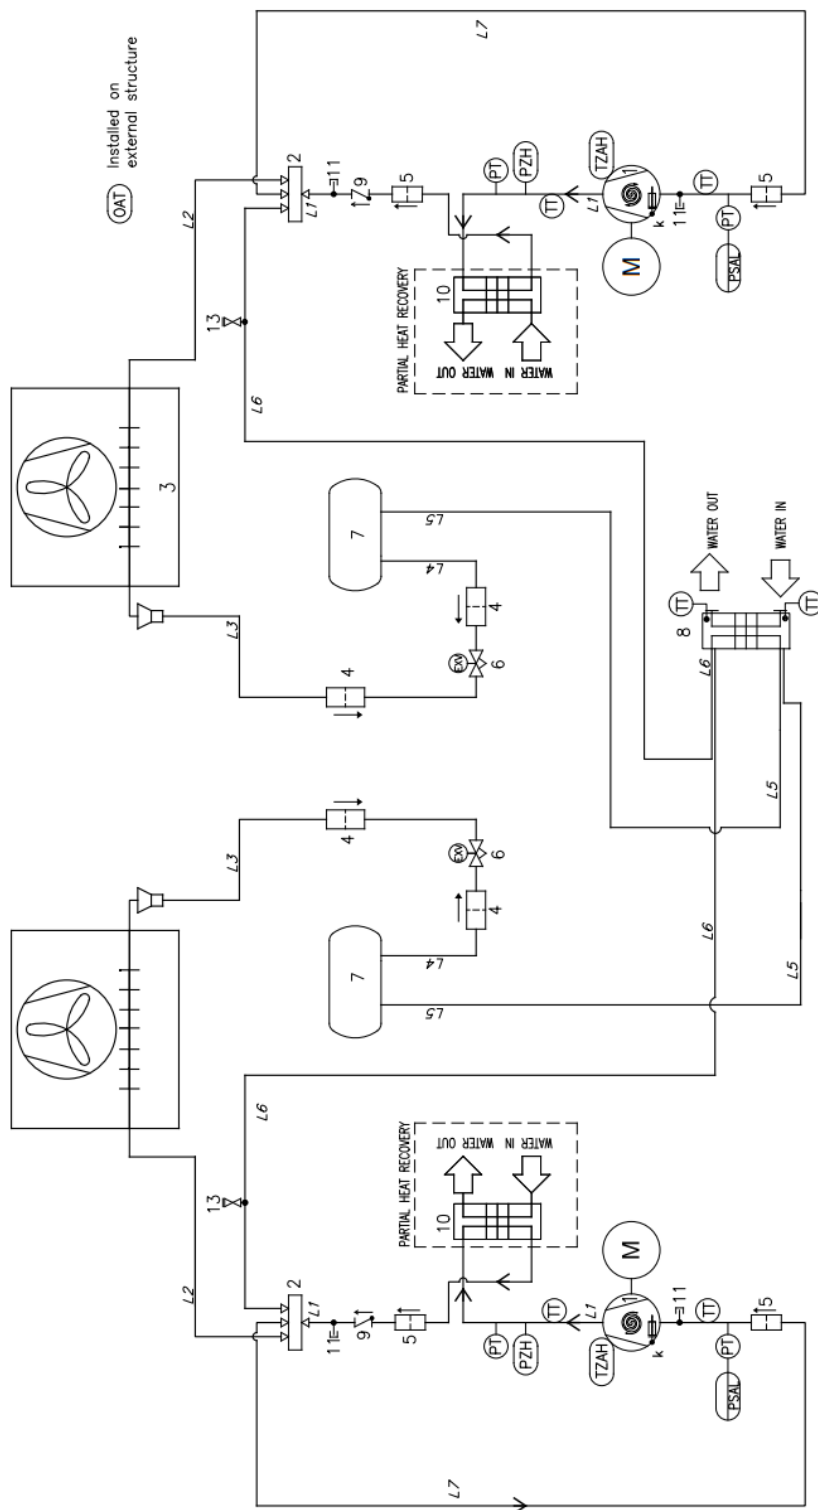 L7
OAT
Installed on
external structure
L2
2
L1
11
9
5
PT
PZH
TT
L1
TZAH
1
M
k
11
TT
PT
PSAL
5
13
PARTIAL HEAT RECOVERY
10
WATER OUT
WATER IN
L6
3
7
L5
L4
4
EXV
6
L3
4
WATER OUT
WATER IN
TT
TT
8
L6
L5
L3
4
EXV
6
4
7
L4
L5
L6
L5
L6
13
PARTIAL HEAT RECOVERY
10
WATER OUT
WATER IN
L2
2
L1
11
9
5
PT
PZH
TT
L1
TZAH
1
M
k
11
TT
PT
PSAL
5
L7